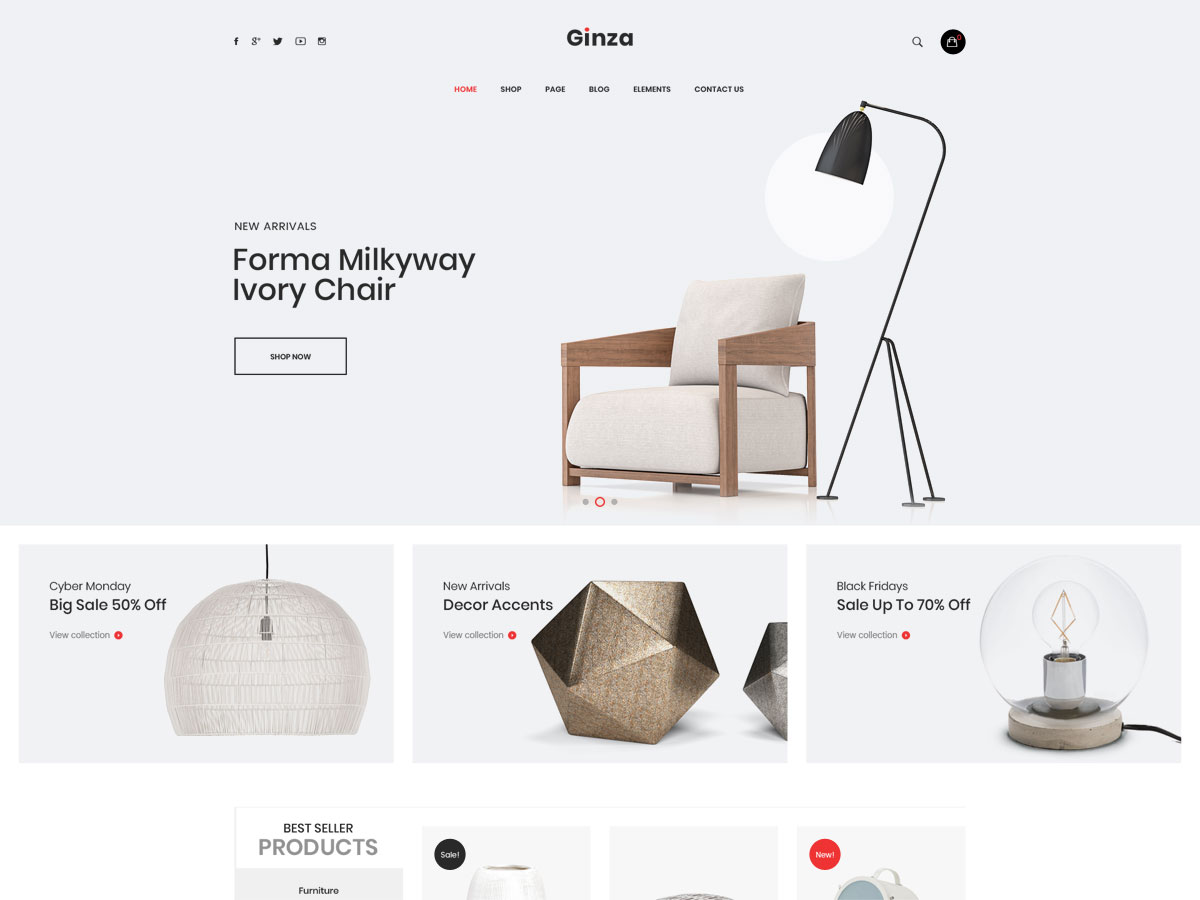 Ginza
0
HOME SHOP PAGE BLOG ELEMENTS CONTACT US
NEW ARRIVALS
Forma Milkyway
Ivory Chair
SHOP NOW
Cyber Monday
Big Sale 50% Off
View collection
New Arrivals
Decor Accents
View collection
Black Fridays
Sale Up To 70% Off
View collection
BEST SELLER
PRODUCTS
Furniture
Sale!
New!